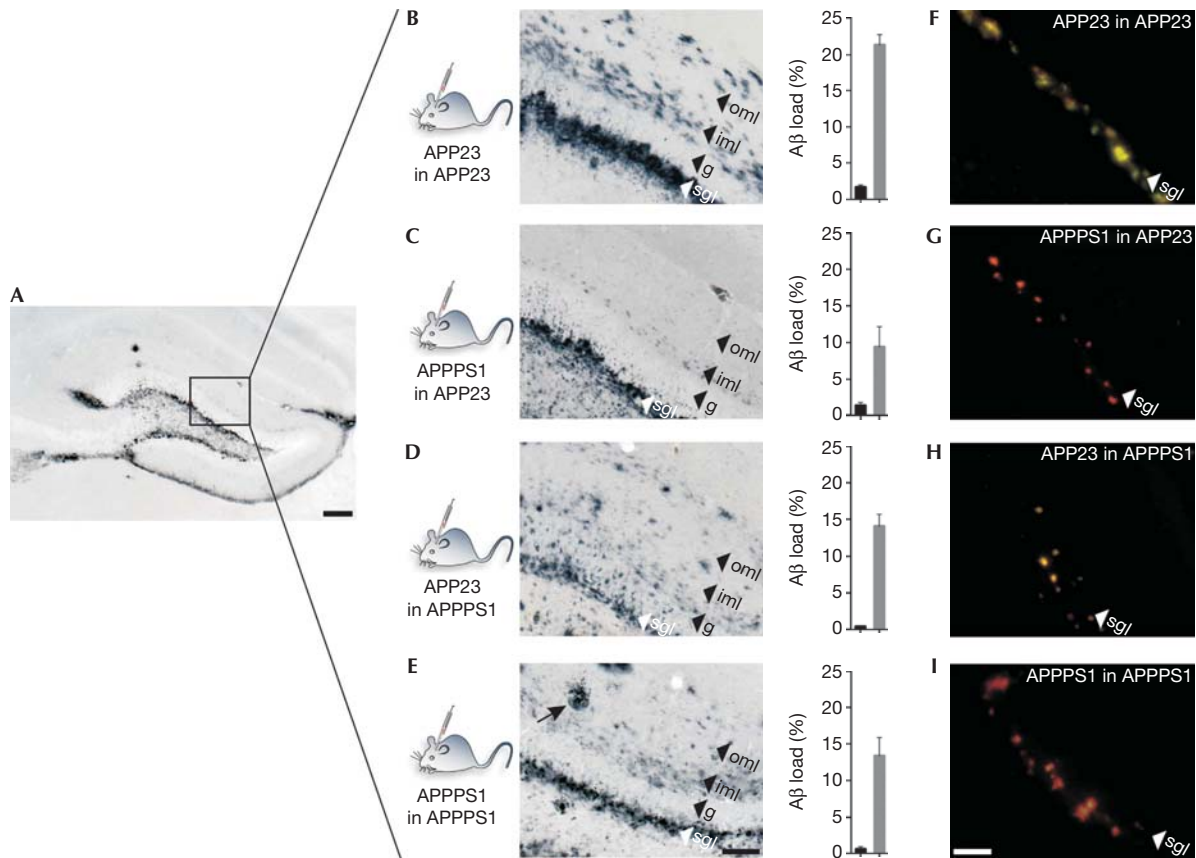 A
B
APP23
in APP23
oml
iml
g
sgl
Aβ load (%)
25
20
15
10
5
0
F
APP23 in APP23
sgl
C
APPPS1
in APP23
oml
iml
g
sgl
Aβ load (%)
25
20
15
10
5
0
G
APPPS1 in APP23
sgl
D
APP23
in APPPS1
oml
iml
g
sgl
Aβ load (%)
25
20
15
10
5
0
H
APP23 in APPPS1
sgl
E
APPPS1
in APPPS1
oml
iml
g
sgl
Aβ load (%)
25
20
15
10
5
0
I
APPPS1 in APPPS1
sgl